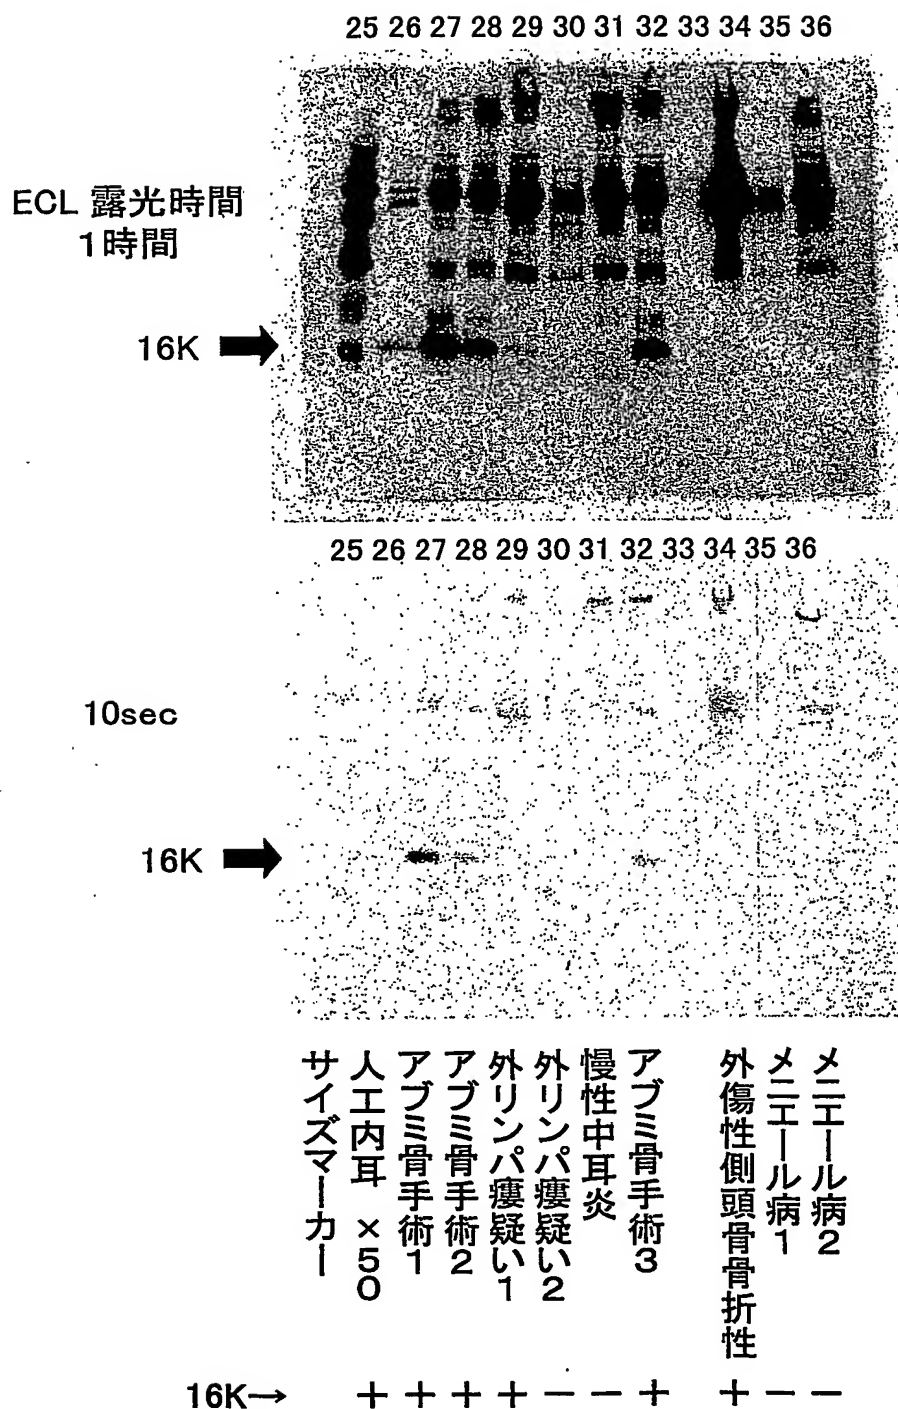 25 26 27 28 29 30 31 32 33 34 35 36
ECL 露光時間
1時間
16K
25 26 27 28 29 30 31 32 33 34 35 36
10sec
16K
サイズマーカー
人工内耳 ×50
アブミ骨手術1
アブミ骨手術2
外リンパ瘻疑い1
外リンパ瘻疑い2
慢性中耳炎
アブミ骨手術3
外傷性側頭骨骨折性
メニエール病1
メニエール病2
16K→ + + + + − − + + − −